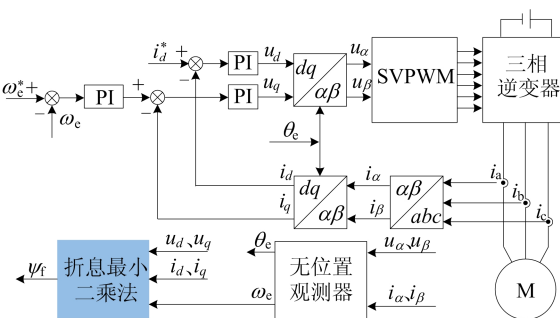 i_d^* + −
PI u_d dq αβ u_α SVPWM 三相逆变器
ω_e^* + − ω_e PI + − PI u_q u_β
θ_e
i_d dq αβ i_α αβ abc i_a
i_q i_β i_b
i_c
ψ_f 折息最小二乘法 u_d、u_q θ_e 无位置观测器 u_α、u_β M
i_d、i_q
ω_e i_α、i_β